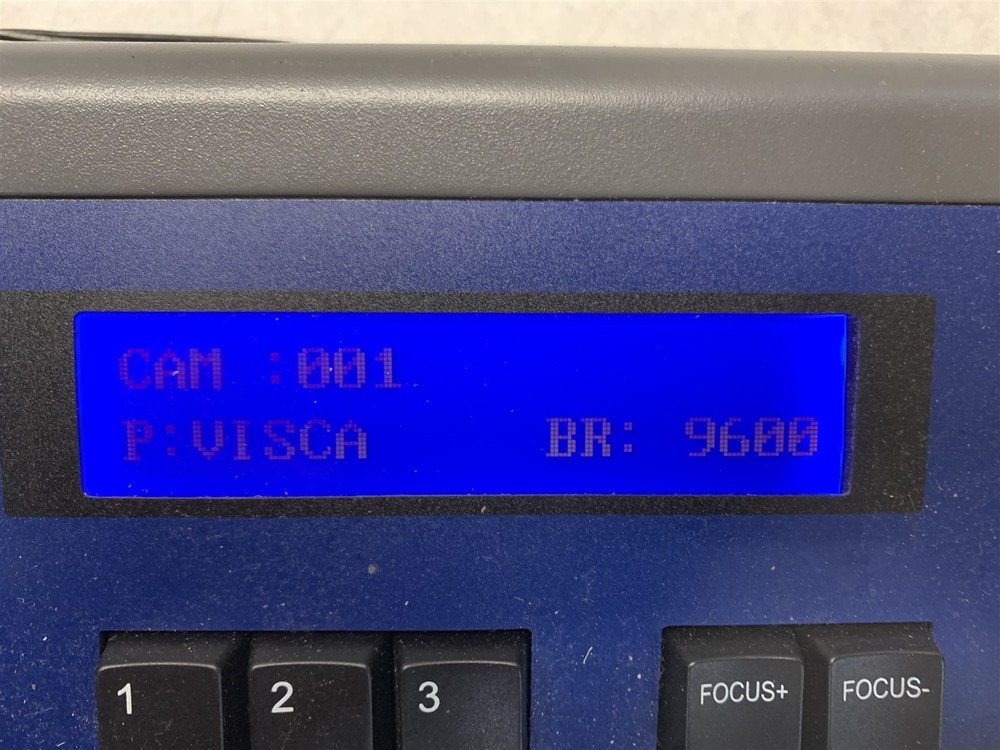 CAM :001
P:VISCA BR: 9600
1 2 3 FOCUS+ FOCUS-